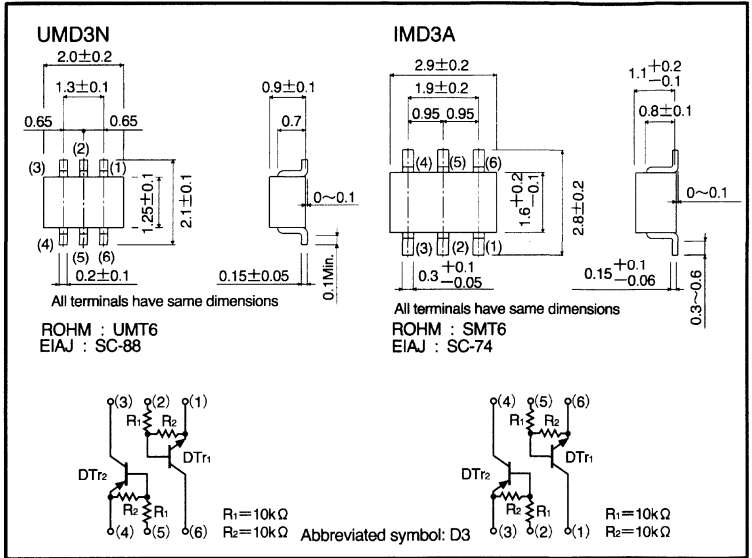 UMD3N
2.0±0.2
1.3±0.1
0.65
0.65
(2)
(3)
(1)
1.25±0.1
2.1±0.1
(4)
(5)
(6)
0.2±0.1
0.9±0.1
0.7
0~0.1
0.15±0.05
0.1Min.
All terminals have same dimensions
ROHM : UMT6
EIAJ : SC-88
IMD3A
2.9±0.2
1.9±0.2
0.95
0.95
(4)
(5)
(6)
1.6+0.2-0.1
2.8±0.2
(3)
(2)
(1)
0.3+0.1-0.05
1.1+0.2-0.1
0.8±0.1
0~0.1
0.15+0.1-0.06
0.3~0.6
All terminals have same dimensions
ROHM : SMT6
EIAJ : SC-74
(3)
(2)
(1)
R1
R2
DTr1
DTr2
R2
R1
(4)
(5)
(6)
R1=10kΩ
R2=10kΩ
Abbreviated symbol: D3
(4)
(5)
(6)
R1
R2
DTr1
DTr2
R2
R1
(3)
(2)
(1)
R1=10kΩ
R2=10kΩ